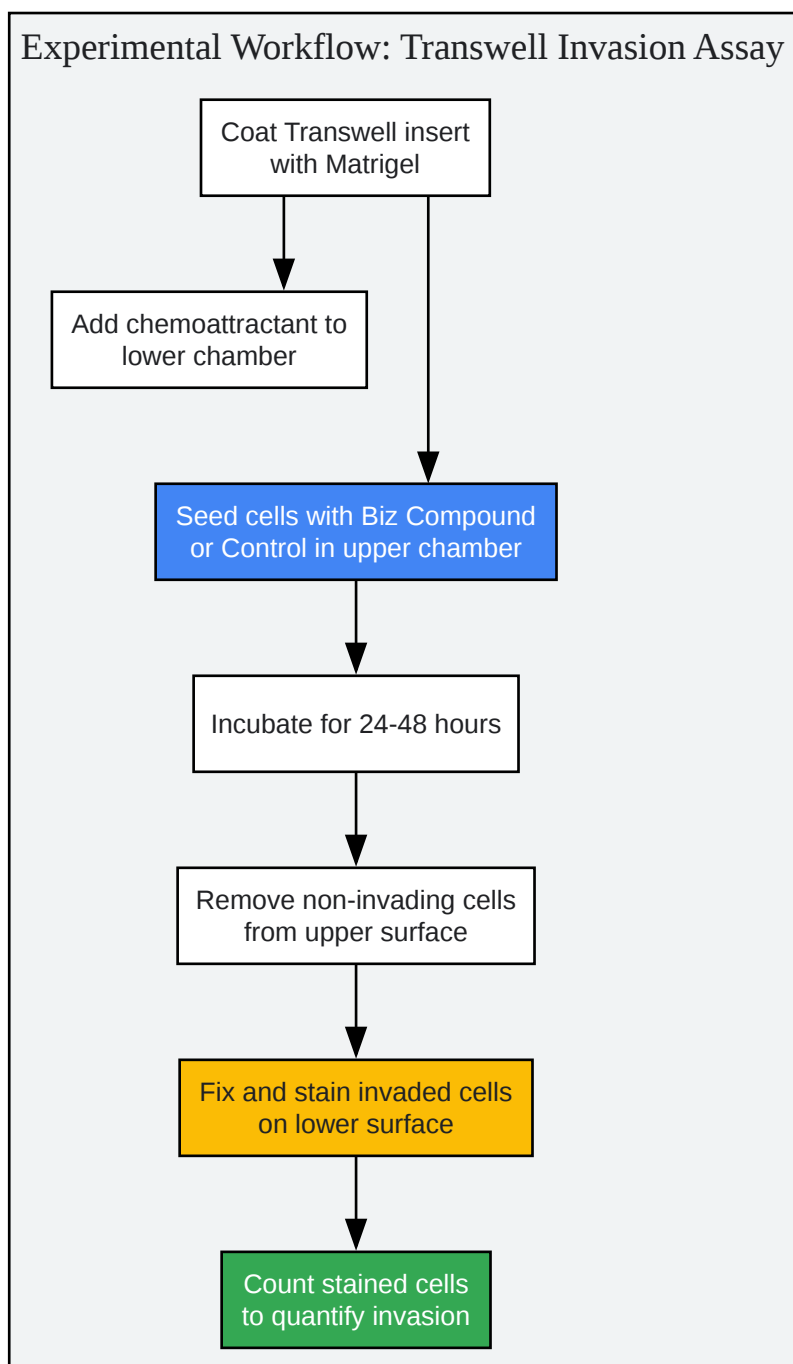 Experimental Workflow: Transwell Invasion Assay
Coat Transwell insert
with Matrigel
Add chemoattractant to
lower chamber
Seed cells with Biz Compound
or Control in upper chamber
Incubate for 24-48 hours
Remove non-invading cells
from upper surface
Fix and stain invaded cells
on lower surface
Count stained cells
to quantify invasion